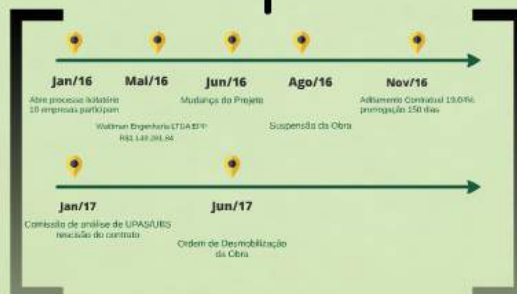 Jan/16
Mai/16
Jun/16
Ago/16
Nov/16
Abre processo licitatório
10 empresas participam
Mudança do Projeto
Aditamento Contratual 19,04%
prorrogação 150 dias
Engenharia LTDA EPP
Suspensão da Obra
Jan/17
Jun/17
Comissão de análise de UPAS/UBS
rescisão do contrato
Ordem de Desmobilização
da Obra